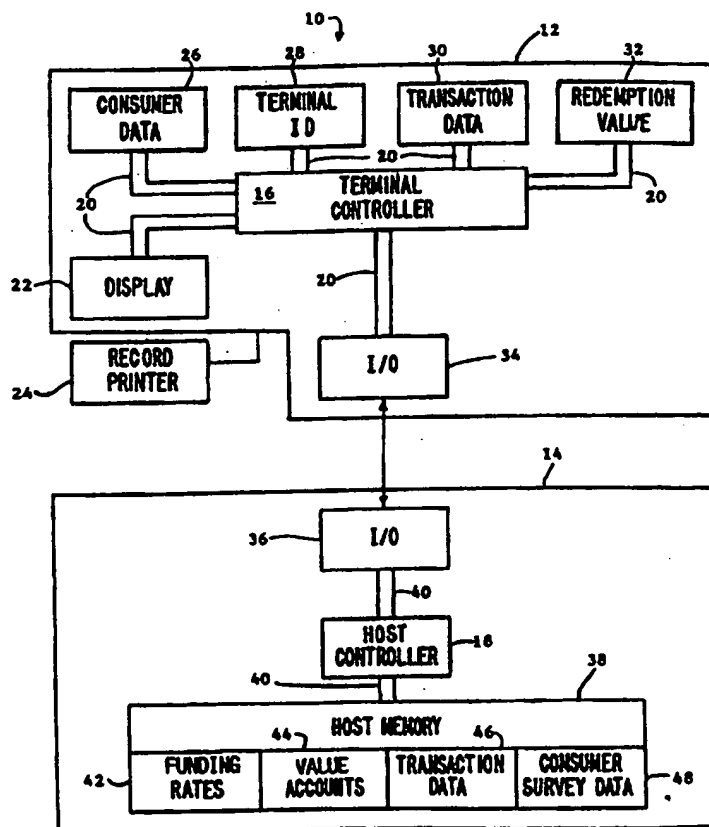 10
12
26
28
30
32
CONSUMER
DATA
TERMINAL
ID
TRANSACTION
DATA
REDEMPTION
VALUE
20
20
16
TERMINAL
CONTROLLER
20
22
DISPLAY
20
24
RECORD
PRINTER
I/O
34
14
36
I/O
40
HOST
CONTROLLER
18
40
38
HOST MEMORY
44
46
42
FUNDING
RATES
VALUE
ACCOUNTS
TRANSACTION
DATA
CONSUMER
SURVEY DATA
48